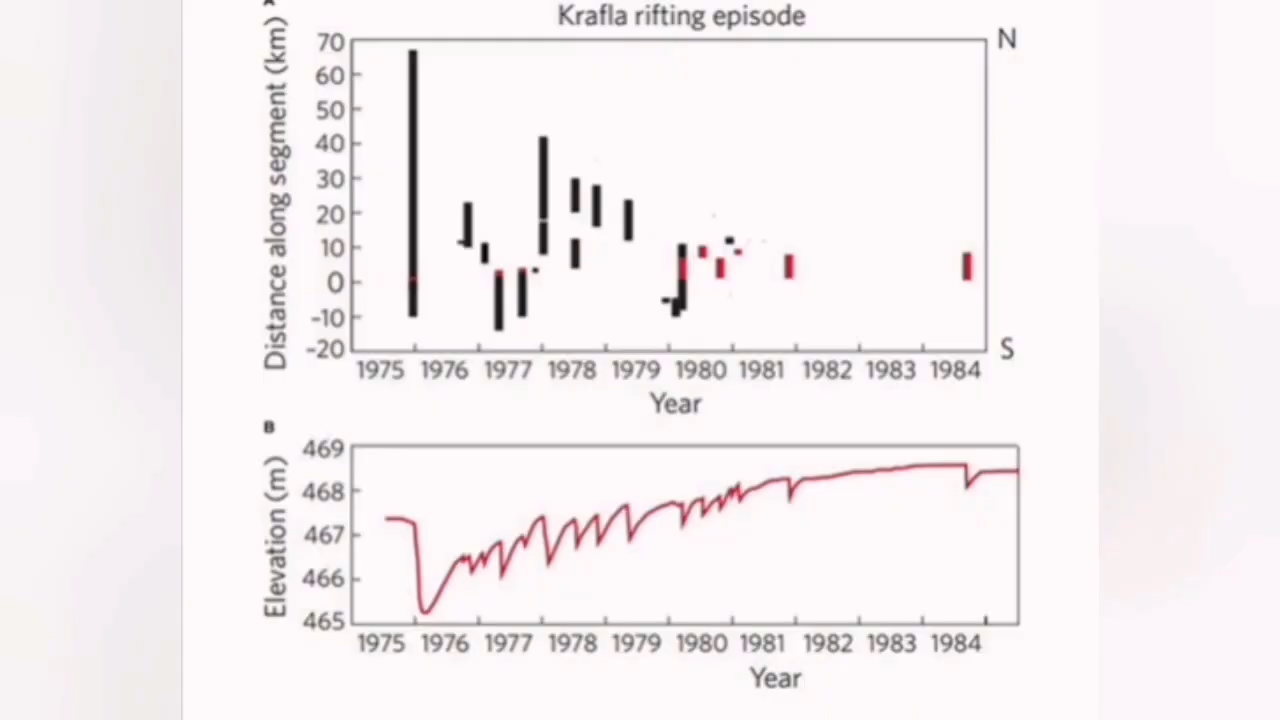 A
Krafla rifting episode
N
Distance along segment (km)
70
60
50
40
30
20
10
0
-10
-20
S
1975 1976 1977 1978 1979 1980 1981 1982 1983 1984
Year
B
Elevation (m)
469
468
467
466
465
1975 1976 1977 1978 1979 1980 1981 1982 1983 1984
Year